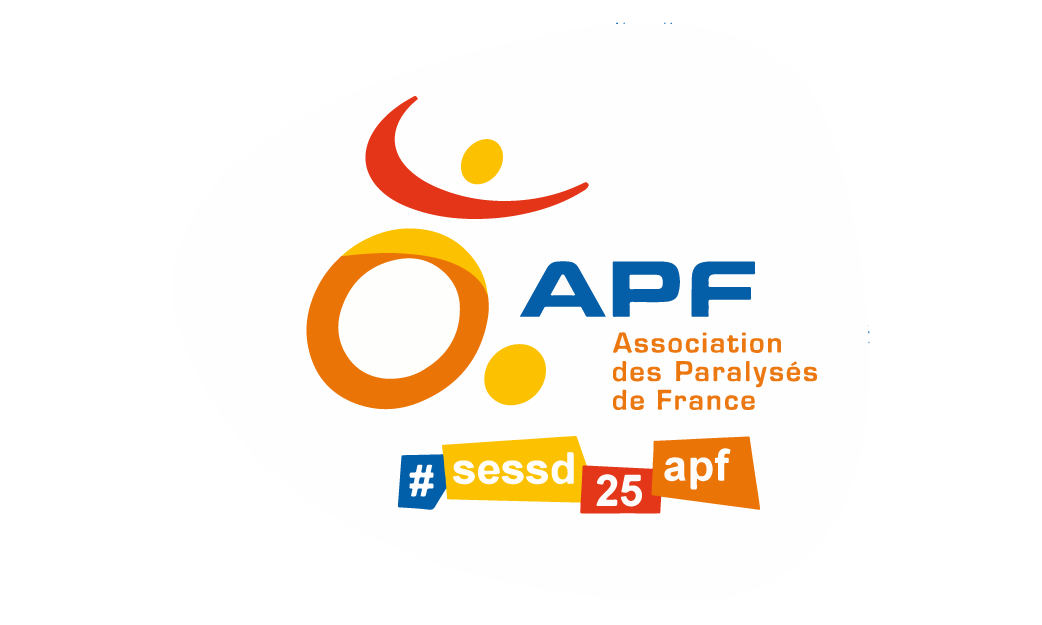 APF
Association
des Paralysés
de France
#sessd25apf